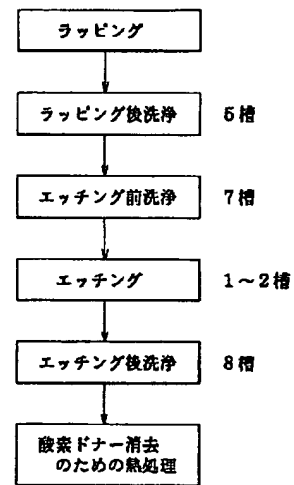 ラッピング
ラッピング後洗浄 5槽
エッチング前洗浄 7槽
エッチング 1～2槽
エッチング後洗浄 8槽
酸素ドナー消去
のための熱処理